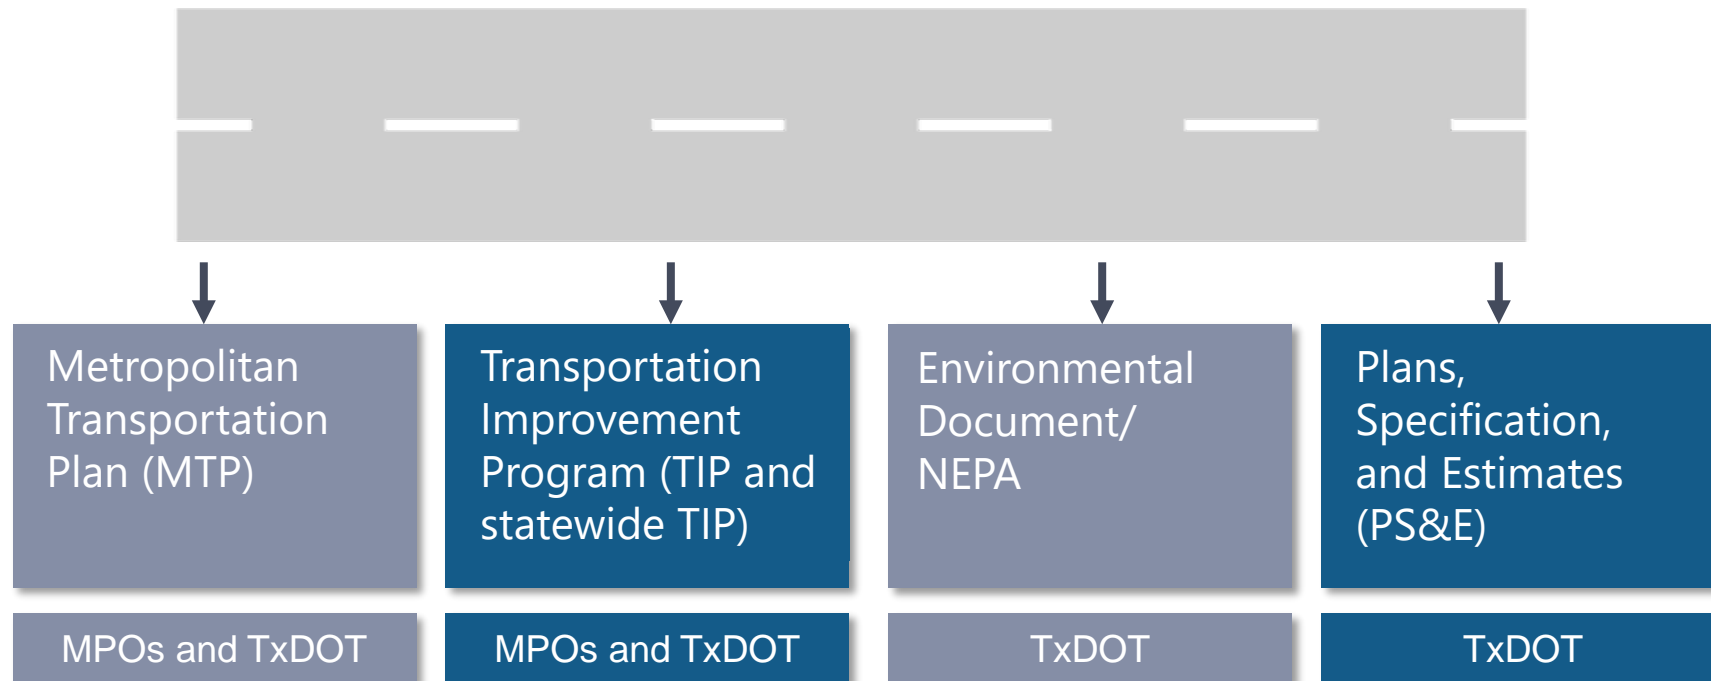 Metropolitan
Transportation
Plan (MTP)
Transportation
Improvement
Program (TIP and
statewide TIP)
Environmental
Document/
NEPA
Plans,
Specification,
and Estimates
(PS&E)
MPOs and TxDOT
MPOs and TxDOT
TxDOT
TxDOT